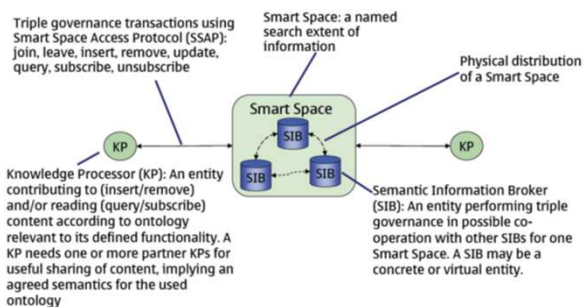 Triple governance transactions using
Smart Space Access Protocol (SSAP):
join, leave, insert, remove, update,
query, subscribe, unsubscribe
Smart Space: a named
search extent of
information
Physical distribution
of a Smart Space
Smart Space
SIB
SIB
SIB
KP
KP
Knowledge Processor (KP): An entity
contributing to (insert/remove)
and/or reading (query/subscribe)
content according to ontology
relevant to its defined functionality. A
KP needs one or more partner KPs for
useful sharing of content, implying an
agreed semantics for the used
ontology
Semantic Information Broker
(SIB): An entity performing triple
governance in possible co-
operation with other SIBs for one
Smart Space. A SIB may be a
concrete or virtual entity.